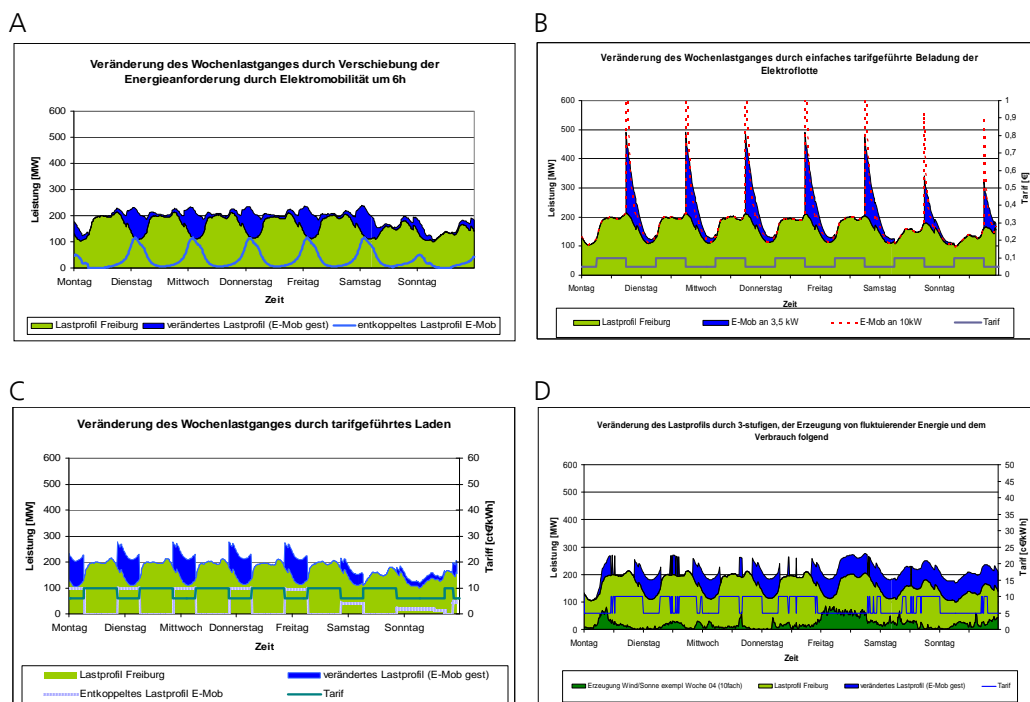 A
Veränderung des Wochenlastganges durch Verschiebung der
Energieanforderung durch Elektromobilität um 6h
Leistung [MW]
600
500
400
300
200
100
0
Montag Dienstag Mittwoch Donnerstag Freitag Samstag Sonntag
Zeit
Lastprofil Freiburg verändertes Lastprofil (E-Mob gest) entkoppeltes Lastprofil E-Mob
B
Veränderung des Wochenlastganges durch einfaches tarifgeführte Beladung der
Elektroflotte
Leistung [MW]
600
500
400
300
200
100
0
1
0,9
0,8
0,7
0,6
0,5
0,4
0,3
0,2
0,1
0
Tarif [€]
Montag Dienstag Mittwoch Donnerstag Freitag Samstag Sonntag
Zeit
Lastprofil Freiburg E-Mob an 3,5 kW E-Mob an 10kW Tarif
C
Veränderung des Wochenlastganges durch tarifgeführtes Laden
Leistung [MW]
600
500
400
300
200
100
0
60
50
40
30
20
10
0
Tariff [ct€/kWh]
Montag Dienstag Mittwoch Donnerstag Freitag Samstag Sonntag
Zeit
Lastprofil Freiburg verändertes Lastprofil (E-Mob gest)
Entkoppeltes Lastprofil E-Mob Tarif
D
Veränderung des Lastprofils durch 3-stufigen, der Erzeugung von fluktuierender Energie und dem
Verbrauch folgend
Leistung [MW]
600
500
400
300
200
100
0
50
45
40
35
30
25
20
15
10
5
0
Tarif [c€/kWh]
Montag Dienstag Mittwoch Donnerstag Freitag Samstag Sonntag
Zeit
Erzeugung Wind/Sonne exempl Woche 04 (10fach) Lastprofil Freiburg verändertes Lastprofil (E-Mob gest) Tarif